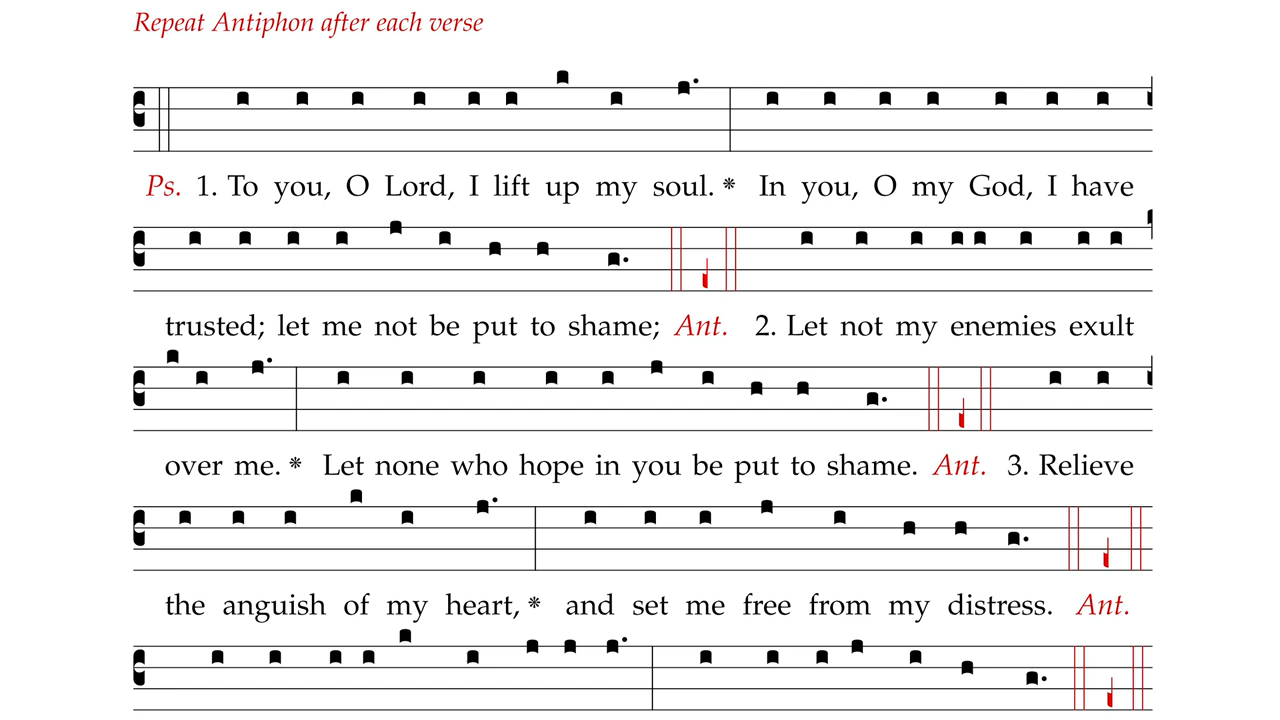 Repeat Antiphon after each verse
Ps. 1. To you, O Lord, I lift up my soul. * In you, O my God, I have
trusted; let me not be put to shame; Ant. 2. Let not my enemies exult
over me. * Let none who hope in you be put to shame. Ant. 3. Relieve
the anguish of my heart, * and set me free from my distress. Ant.